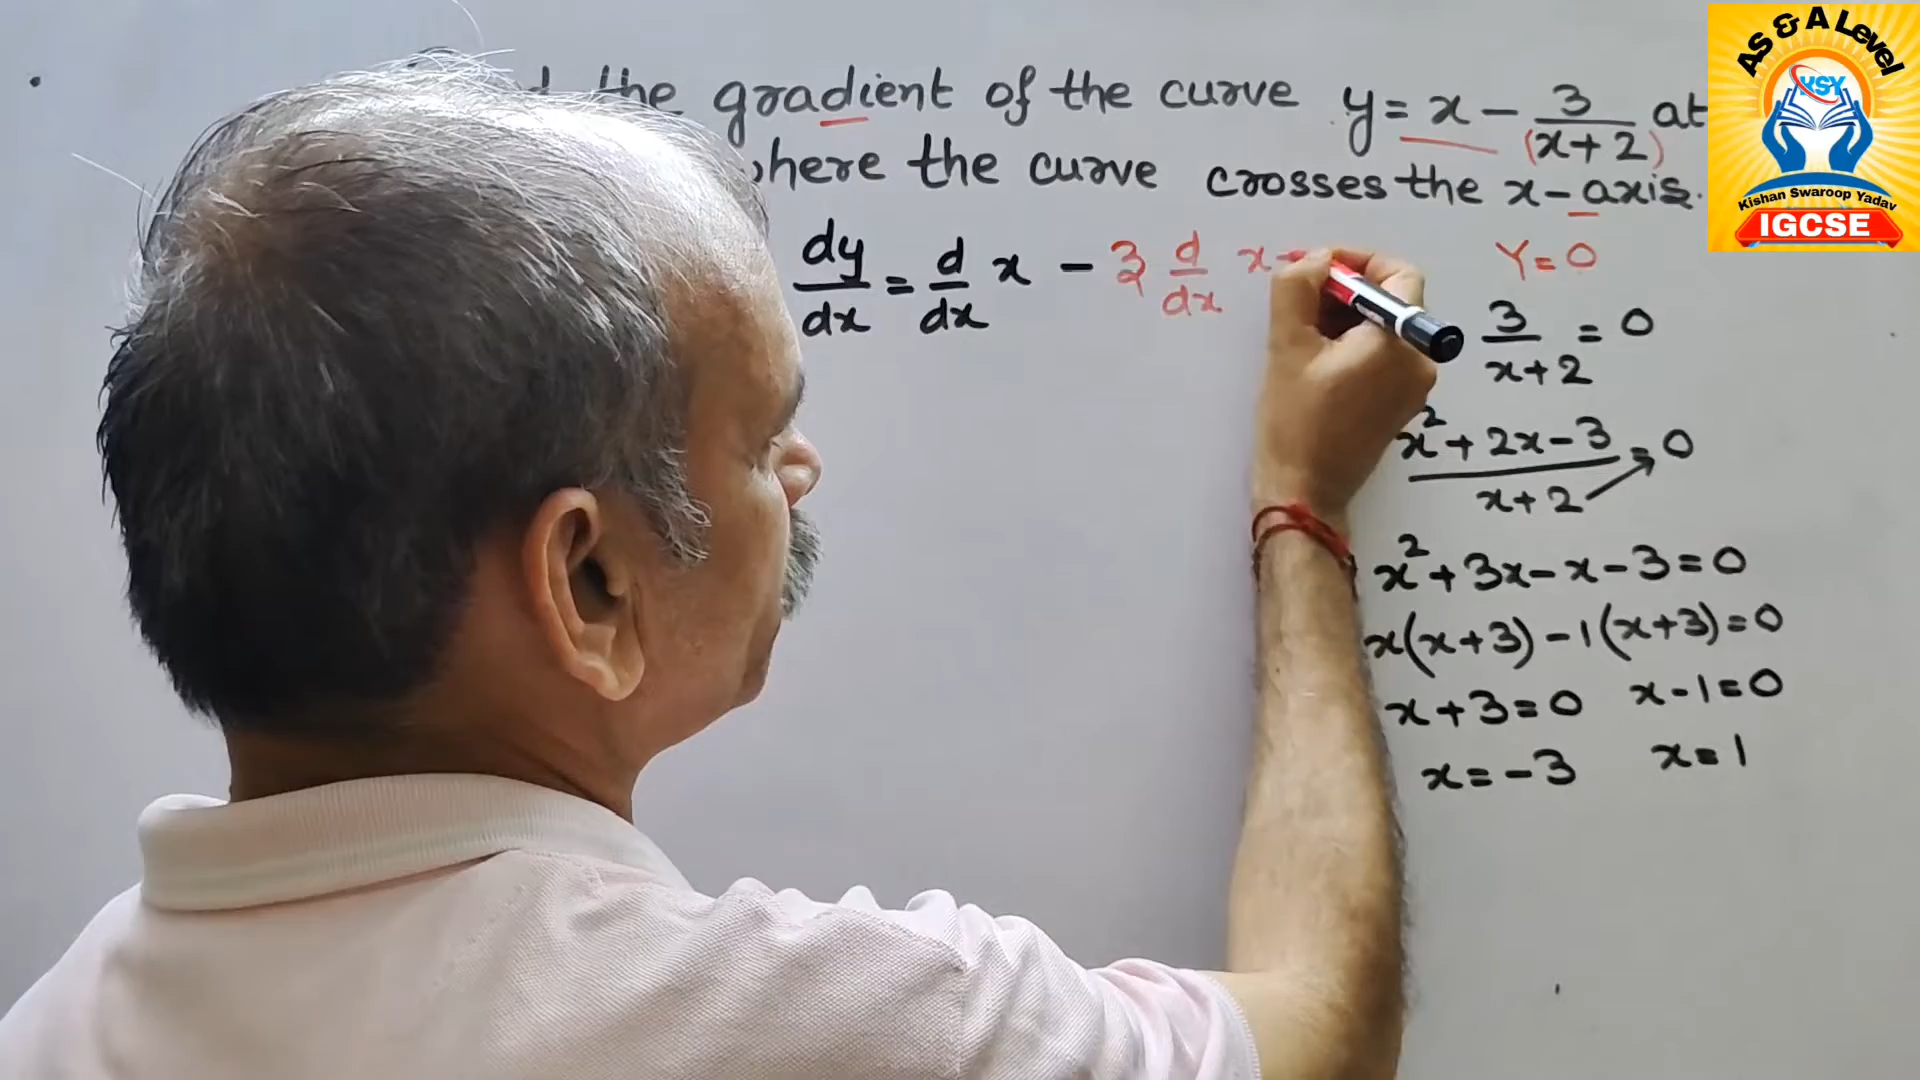 the gradient of the curve y = x - 3/(x+2) at
where the curve crosses the x-axis.
dy/dx = d/dx x - 3 d/dx x
Y = 0
3/x+2 = 0
x²+2x-3/x+2 = 0
x²+3x-x-3=0
x(x+3)-1(x+3)=0
x+3=0 x-1=0
x=-3 x=1
AS & A Level
KSY
Kishan Swaroop Yadav
IGCSE